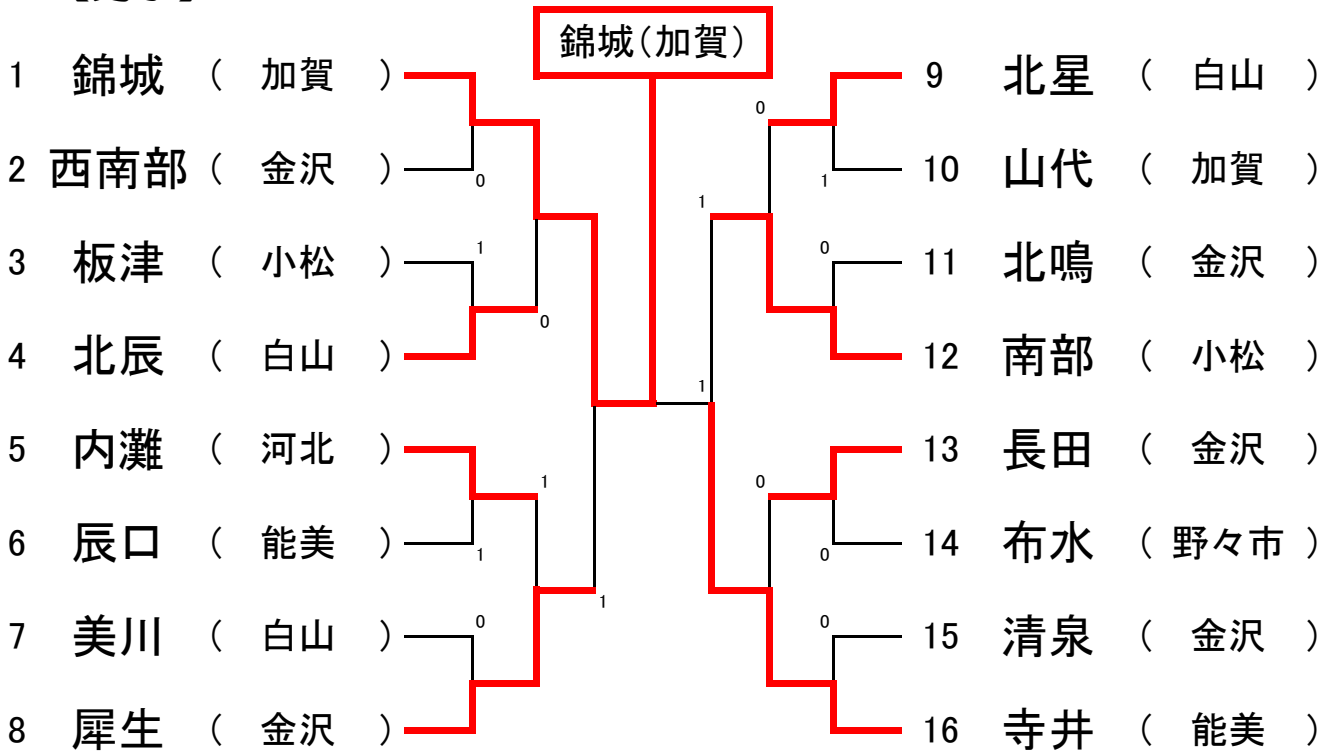 錦城(加賀)
1 錦城 ( 加賀 )
0
2 西南部 ( 金沢 )
1
3 板津 ( 小松 )
0
4 北辰 ( 白山 )
5 内灘 ( 河北 )
1
1
6 辰口 ( 能美 )
1
0
7 美川 ( 白山 )
8 犀生 ( 金沢 )
9 北星 ( 白山 )
0
1
10 山代 ( 加賀 )
1
0
11 北鳴 ( 金沢 )
12 南部 ( 小松 )
1
13 長田 ( 金沢 )
0
0
14 布水 ( 野々市 )
0
15 清泉 ( 金沢 )
16 寺井 ( 能美 )